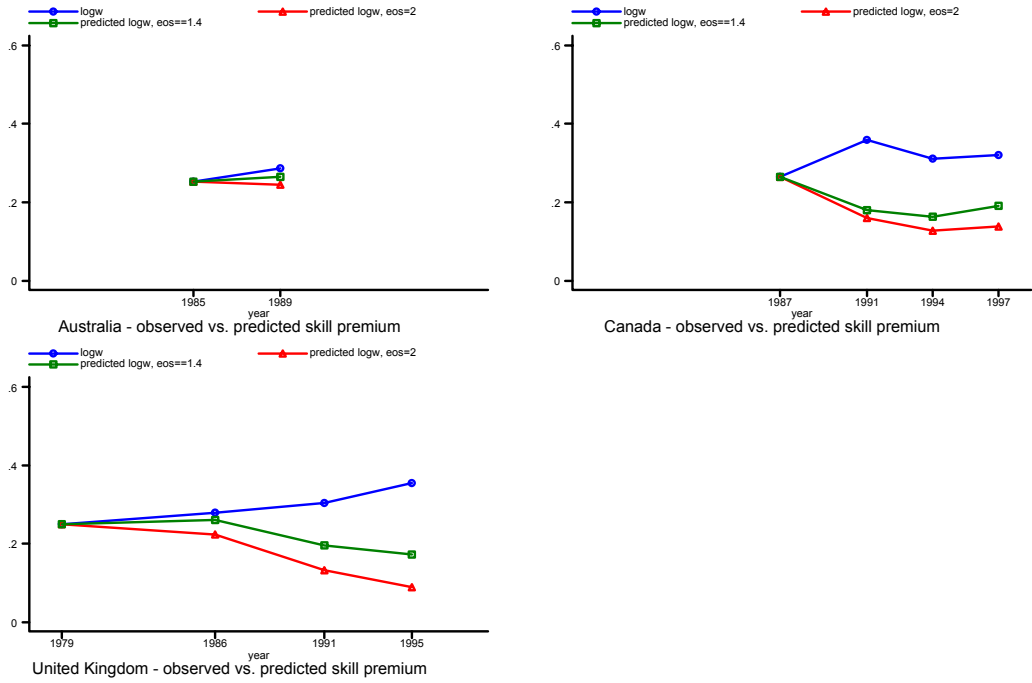 logw predicted logw, eos=2
predicted logw, eos==1.4
.6
.4
.2
0
1985 1989
year
Australia - observed vs. predicted skill premium
logw predicted logw, eos=2
predicted logw, eos==1.4
.6
.4
.2
0
1987 1991 1994 1997
year
Canada - observed vs. predicted skill premium
logw predicted logw, eos=2
predicted logw, eos==1.4
.6
.4
.2
0
1979 1986 1991 1995
year
United Kingdom - observed vs. predicted skill premium